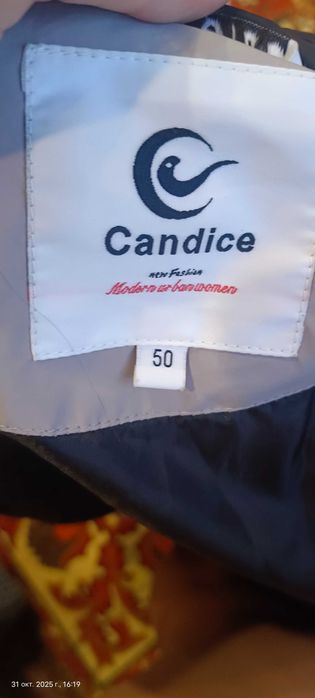 Candice
new Fashion
Modern urban women
50
31 окт. 2025 г., 16:19